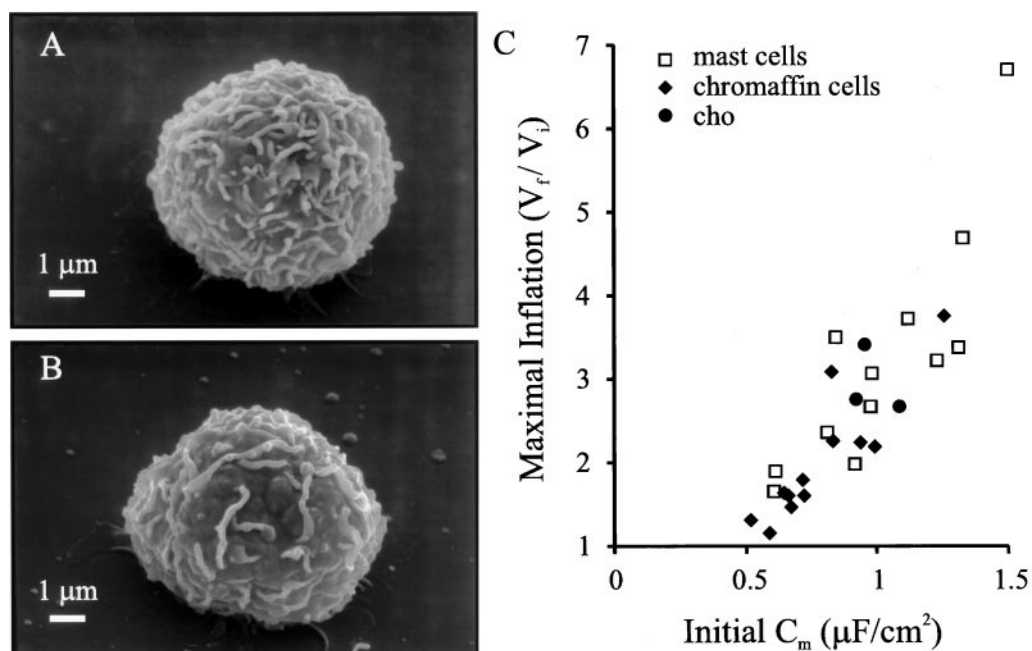 A
1 μm
B
1 μm
C
□ mast cells
◆ chromaffin cells
● cho
Maximal Inflation (V_f / V_i)
7
6
5
4
3
2
1
0
0.5
1
1.5
Initial C_m (μF/cm²)